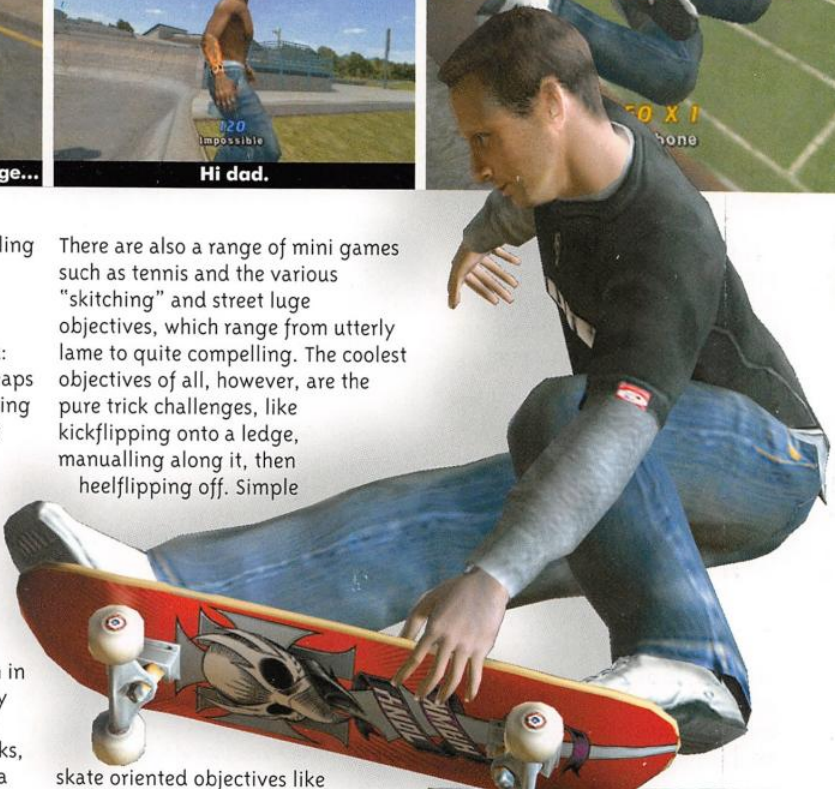 120
Impossible
ge...
Hi dad.
X 1
bone
ling
There are also a range of mini games
such as tennis and the various
"skitching" and street luge
objectives, which range from utterly
:
lame to quite compelling. The coolest
aps
objectives of all, however, are the
ing
pure trick challenges, like
kickflipping onto a ledge,
manualling along it, then
heelflipping off. Simple
in
y
ks,
a
skate oriented objectives like
HAWK